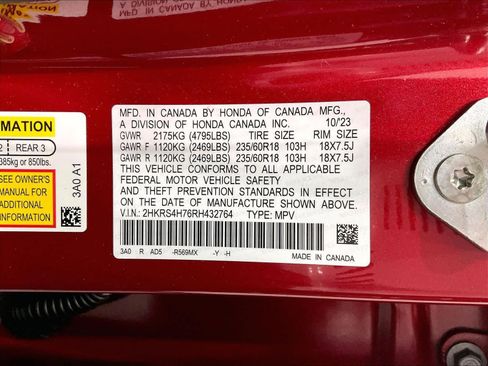 MFD. IN CANADA BY HONDA OF CANADA MFG.,
A DIVISION OF HONDA CANADA INC. 10/23
GVWR 2175KG (4795LBS) TIRE SIZE RIM SIZE
GAWR F 1120KG (2469LBS) 235/60R18 103H 18X7.5J
GAWR R 1120KG (2469LBS) 235/60R18 103H 18X7.5J
THIS VEHICLE CONFORMS TO ALL APPLICABLE
FEDERAL MOTOR VEHICLE SAFETY
AND THEFT PREVENTION STANDARDS IN EFFECT
ON THE DATE OF MANUFACTURE SHOWN ABOVE.
V.I.N.: 2HKRS4H76RH432764 TYPE: MPV
3A0 R AD5 -R569MX -Y -H
MADE IN CANADA
REAR 3
385kg or 850lbs.
SEE OWNER'S
MANUAL FOR
ADDITIONAL
3A0 A1